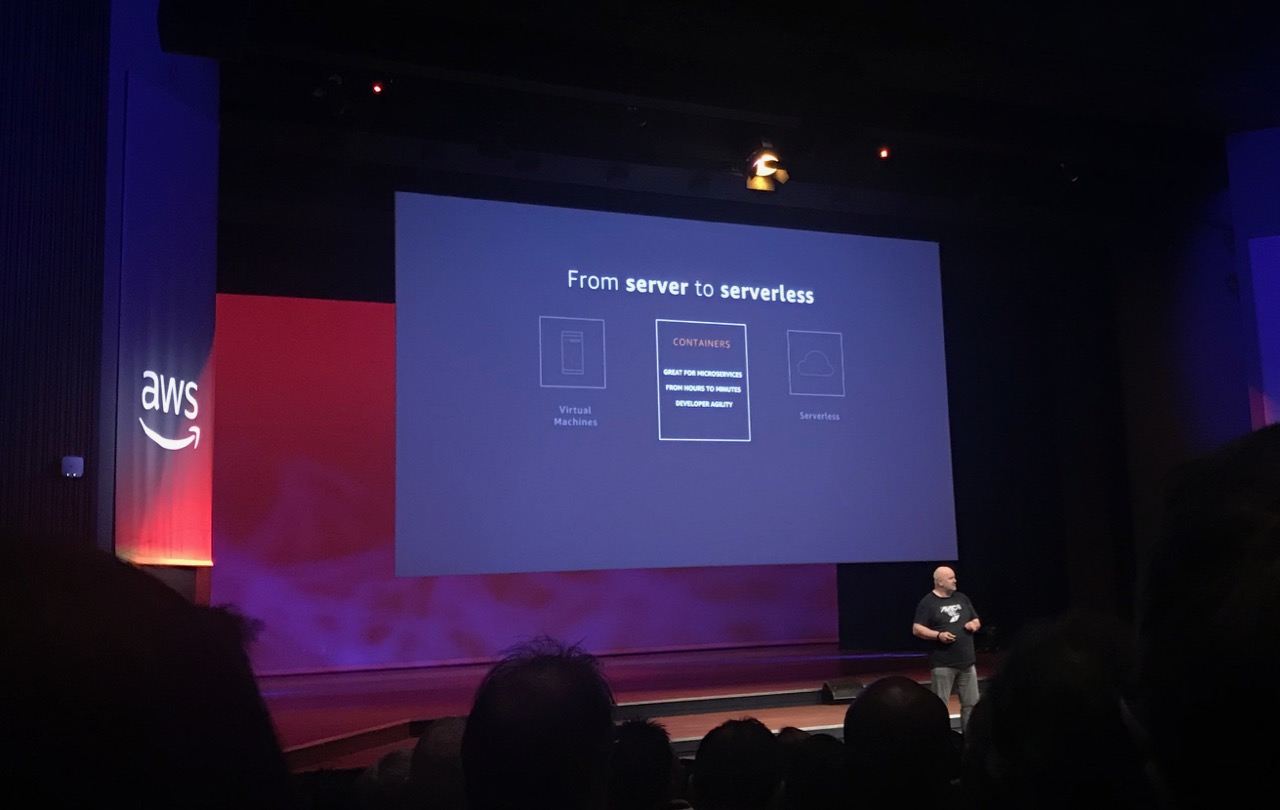 aws
From server to serverless
CONTAINERS
GREAT FOR MICROSERVICES
FROM HOURS TO MINUTES
DEVELOPER AGILITY
Virtual
Machines
Serverless